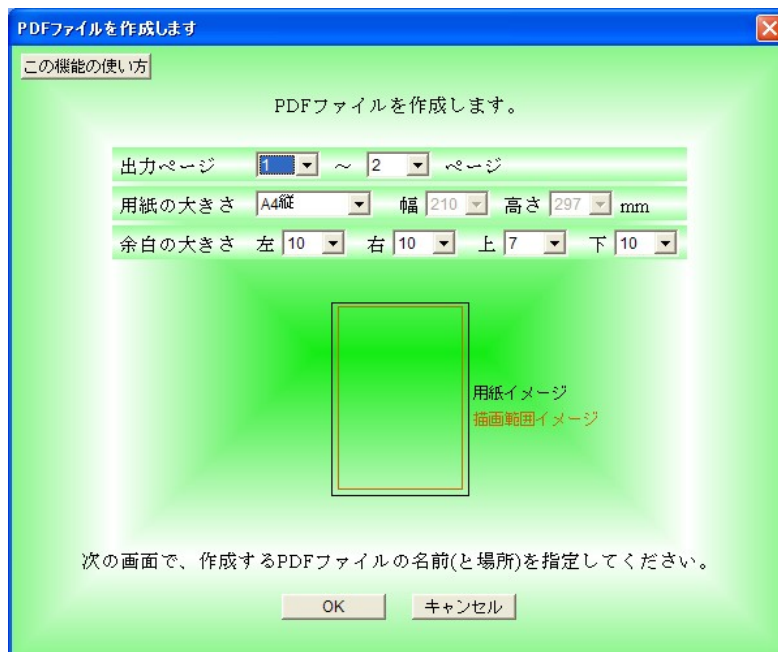 PDFファイルを作成します
この機能の使い方
PDFファイルを作成します。
出力ページ 1 ～ 2 ページ
用紙の大きさ A4縦 幅 210 高さ 297 mm
余白の大きさ 左 10 右 10 上 7 下 10
用紙イメージ
描画範囲イメージ
次の画面で、作成するPDFファイルの名前(と場所)を指定してください。
OK キャンセル